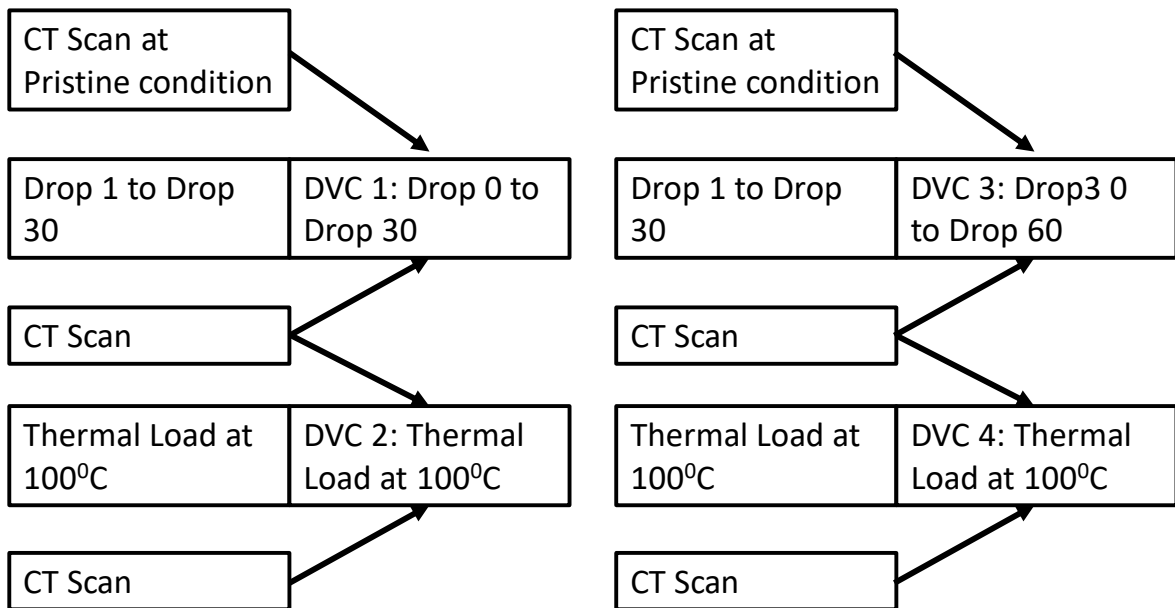 CT Scan at
Pristine condition
Drop 1 to Drop
30
DVC 1: Drop 0 to
Drop 30
CT Scan
Thermal Load at
100⁰C
DVC 2: Thermal
Load at 100⁰C
CT Scan
CT Scan at
Pristine condition
Drop 1 to Drop
30
DVC 3: Drop3 0
to Drop 60
CT Scan
Thermal Load at
100⁰C
DVC 4: Thermal
Load at 100⁰C
CT Scan